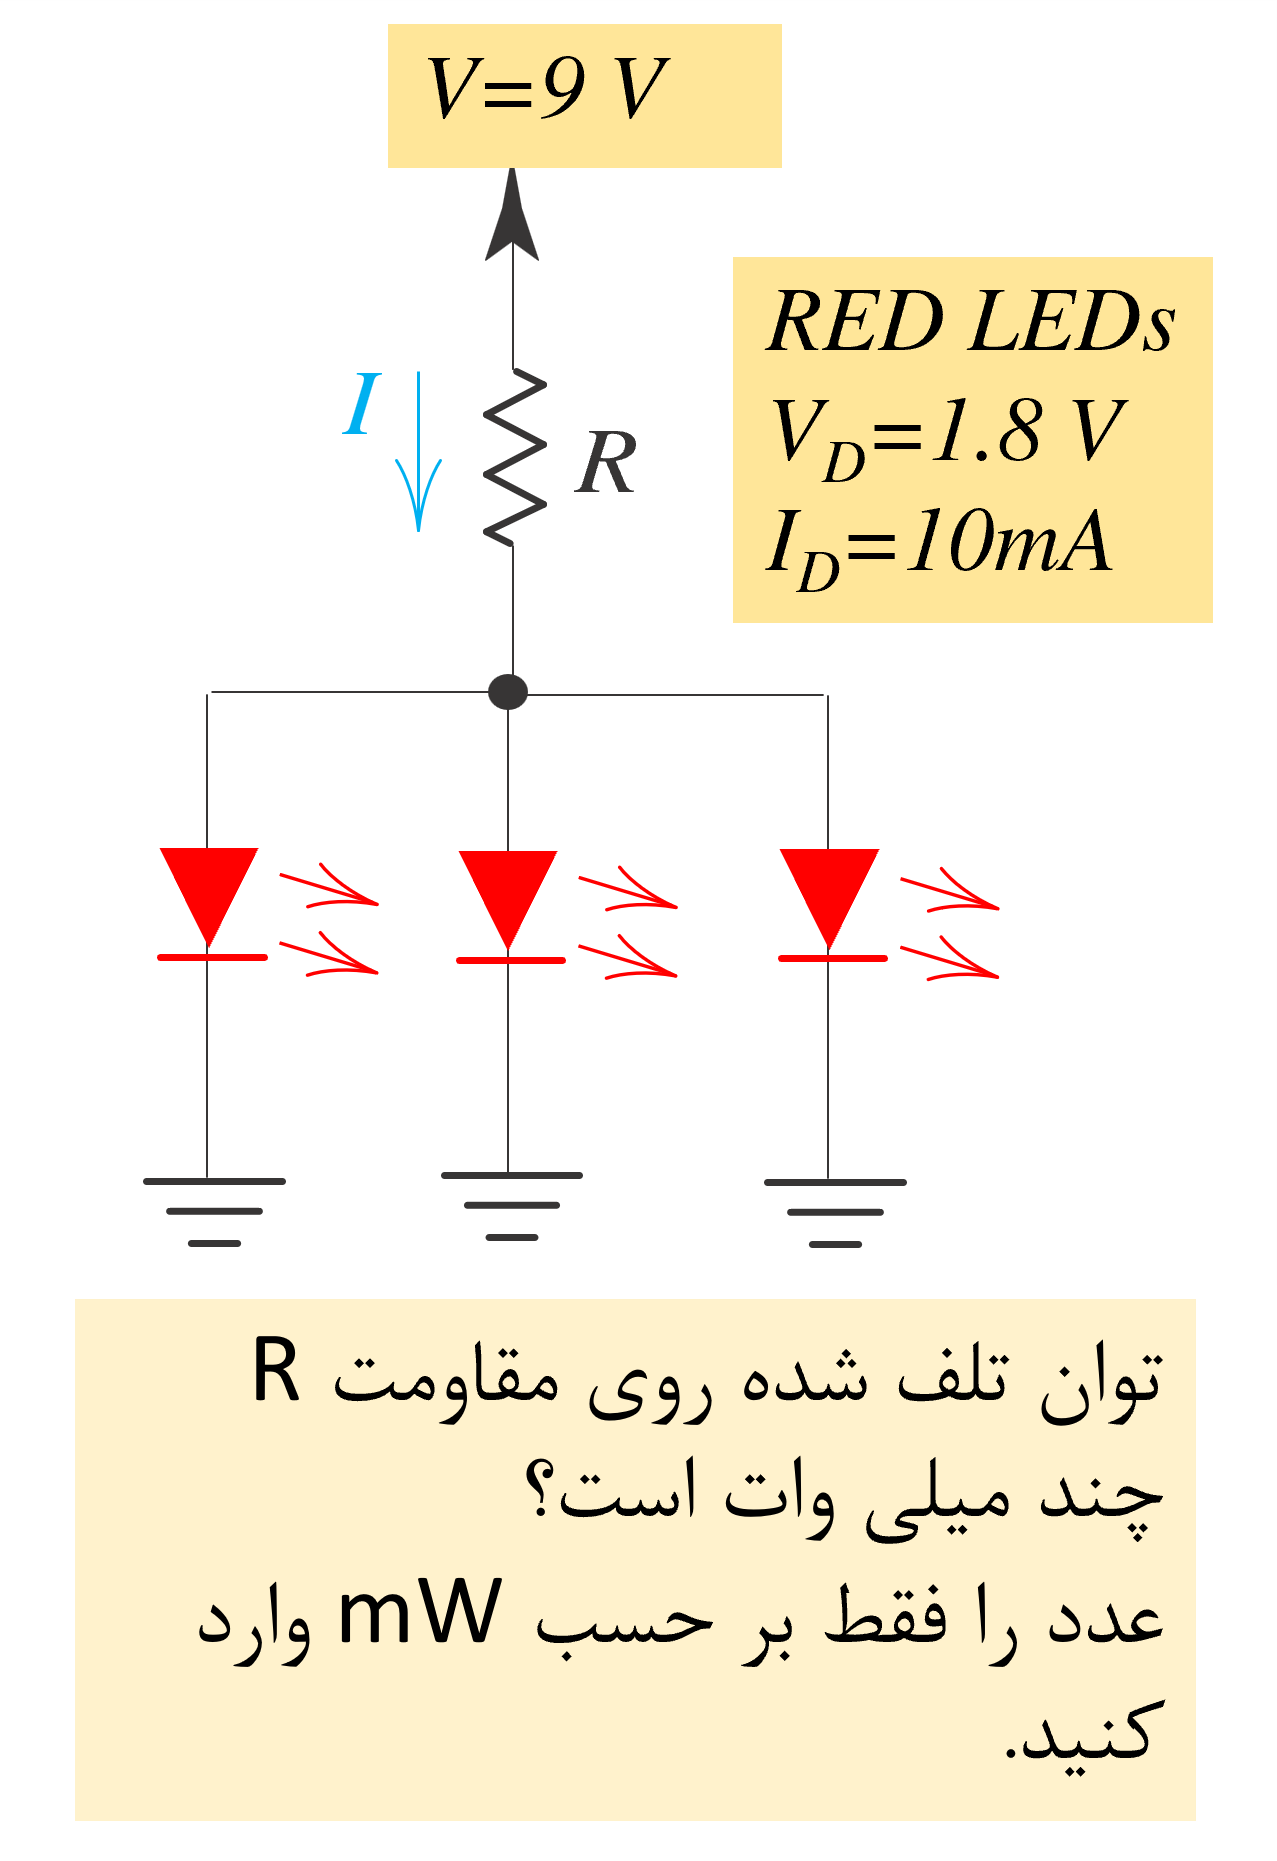 V=9 V
RED LEDs
V_D=1.8 V
I_D=10mA
I
R
توان تلف شده روی مقاومت R
چند میلی وات است؟
عدد را فقط بر حسب mW وارد
کنید.